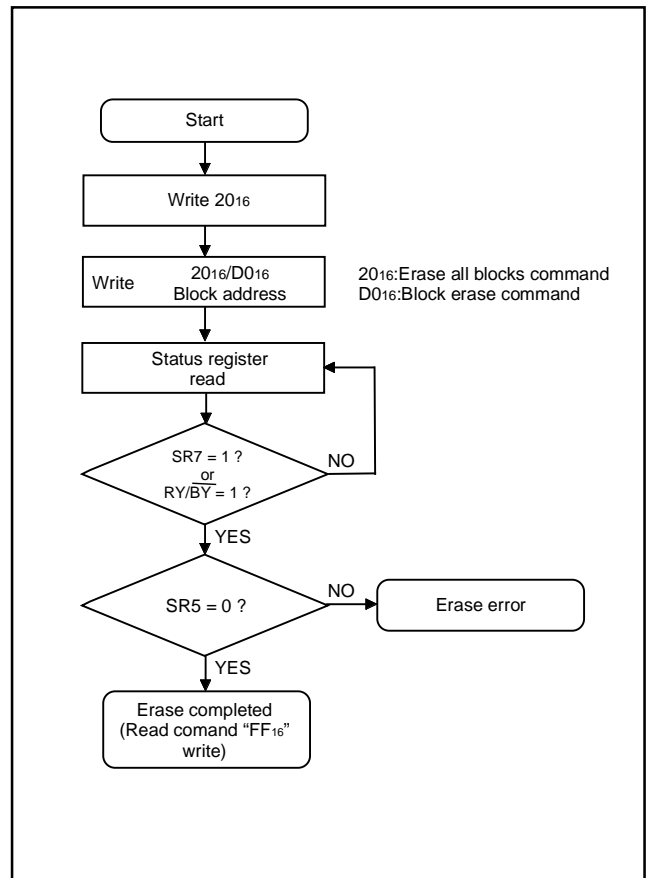 Start
Write 2016
Write
2016/D016
Block address
2016:Erase all blocks command
D016:Block erase command
Status register
read
SR7 = 1 ?
or
RY/B̅Y̅ = 1 ?
NO
YES
SR5 = 0 ?
NO
Erase error
YES
Erase completed
(Read comand “FF16”
write)